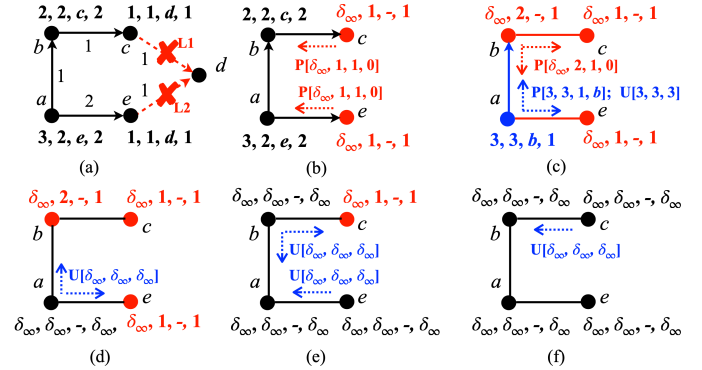 2, 2, c, 2 1, 1, d, 1
b 1 c L1
1 d
1
a 2 e 1 L2
3, 2, e, 2 1, 1, d, 1
(a)
2, 2, c, 2 δ∞, 1, -, 1
b c
P[δ∞, 1, 1, 0]
P[δ∞, 1, 1, 0]
a e
3, 2, e, 2 δ∞, 1, -, 1
(b)
δ∞, 2, -, 1 δ∞, 1, -, 1
b c
P[δ∞, 2, 1, 0]
P[3, 3, 1, b]; U[3, 3, 3]
a e
3, 3, b, 1 δ∞, 1, -, 1
(c)
δ∞, 2, -, 1 δ∞, 1, -, 1
b c
U[δ∞, δ∞, δ∞]
a e
δ∞, δ∞, -, δ∞, δ∞, 1, -, 1
(d)
δ∞, δ∞, -, δ∞ δ∞, 1, -, 1
b c
U[δ∞, δ∞, δ∞]
U[δ∞, δ∞, δ∞]
a e
δ∞, δ∞, -, δ∞ δ∞, δ∞, -, δ∞
(e)
δ∞, δ∞, -, δ∞ δ∞, δ∞, -, δ∞
b c
U[δ∞, δ∞, δ∞]
a e
δ∞, δ∞, -, δ∞ δ∞, δ∞, -, δ∞
(f)